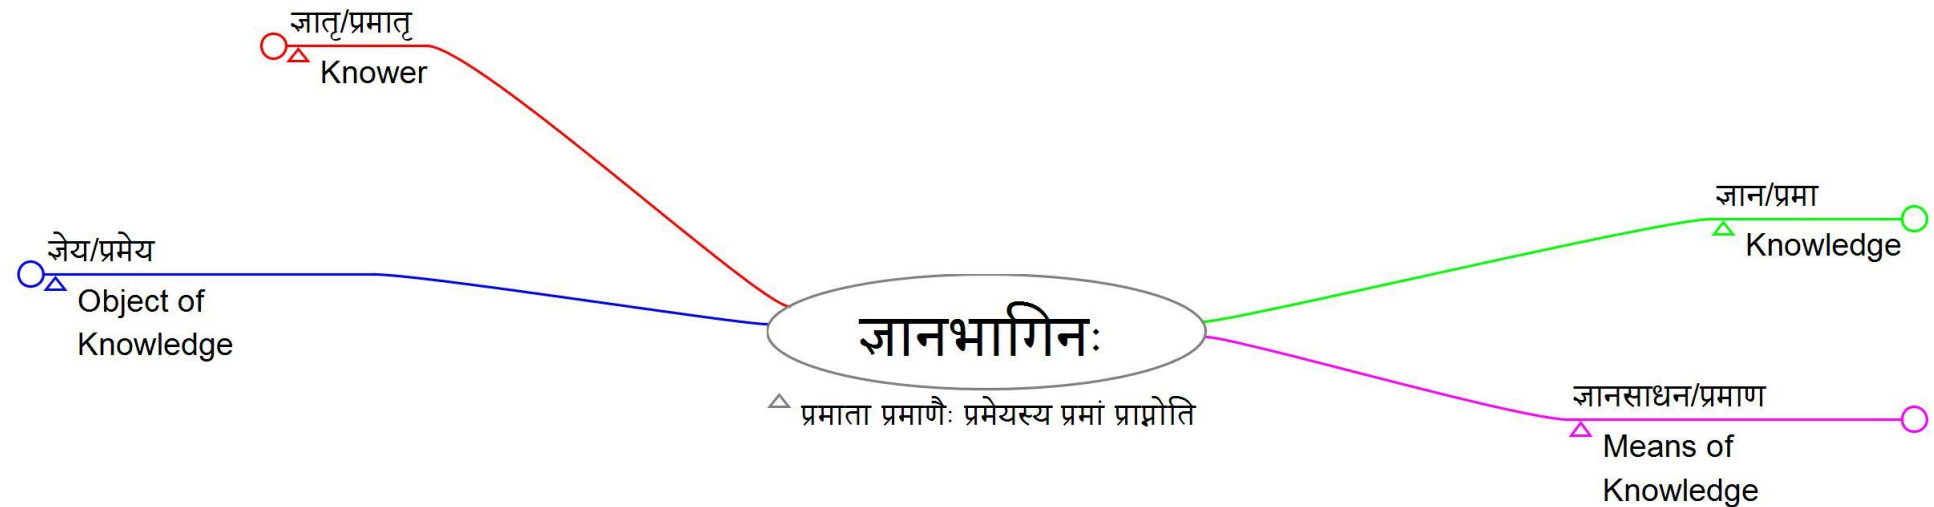 ज्ञातृ/प्रमातृ
Knower
ज्ञान/प्रमा
Knowledge
ज्ञेय/प्रमेय
Object of
Knowledge
ज्ञानभागिनः
प्रमाता प्रमाणैः प्रमेयस्य प्रमां प्राप्नोति
ज्ञानसाधन/प्रमाण
Means of
Knowledge